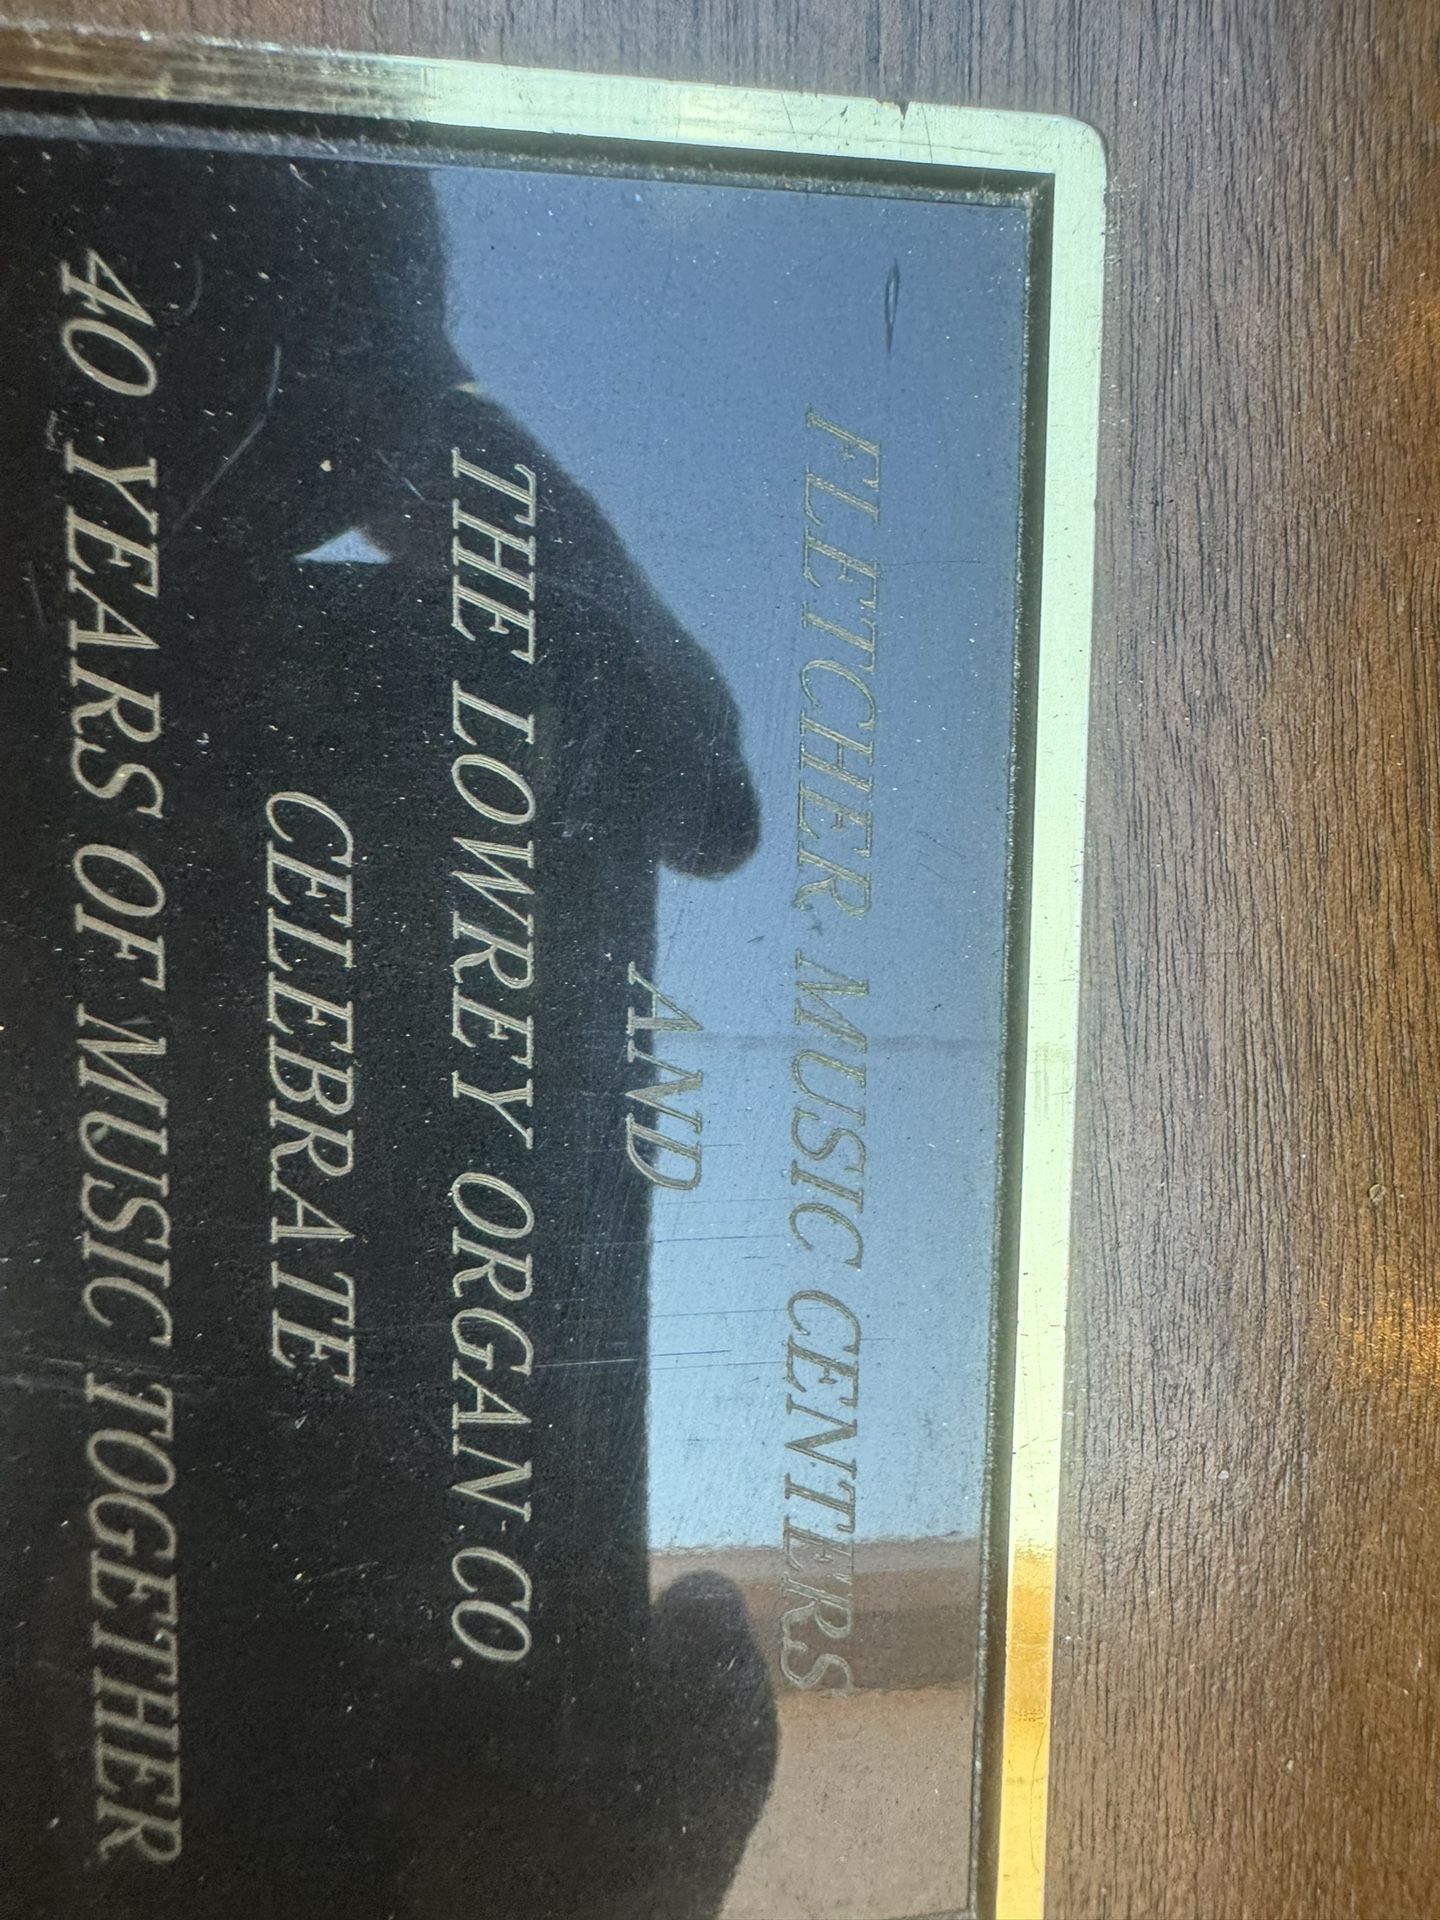 FLETCHER MUSIC CENTERS
AND
THE LOWREY ORGAN CO.
CELEBRATE
40 YEARS OF MUSIC TOGETHER